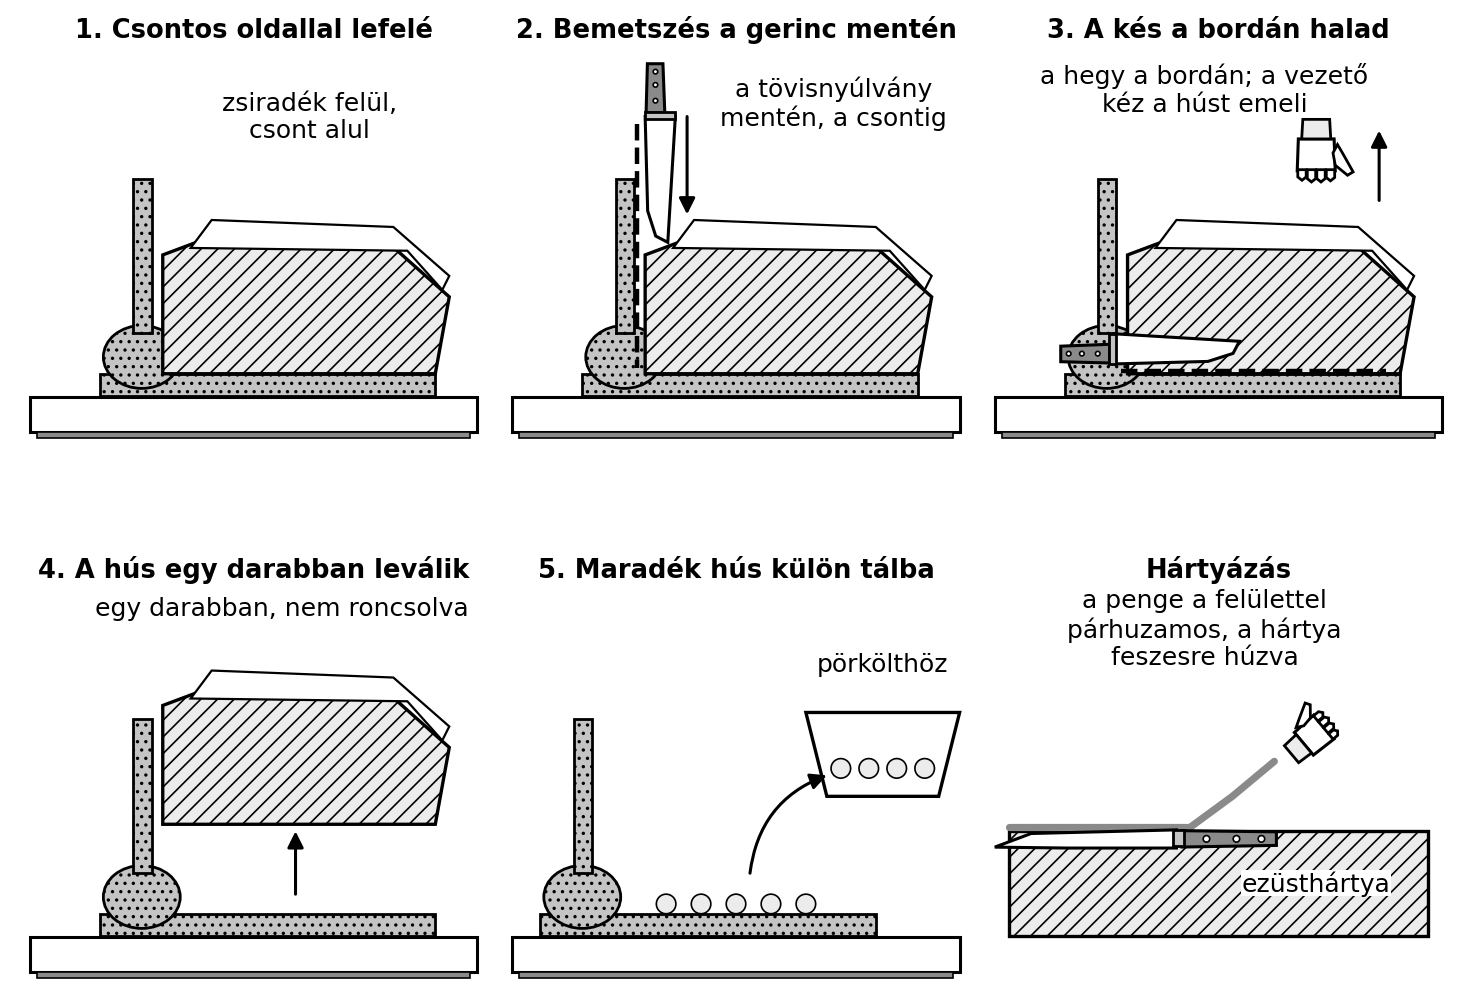 1. Csontos oldallal lefelé
zsiradék felül,
csont alul
2. Bemetszés a gerinc mentén
a tövisnyúlvány
mentén, a csontig
3. A kés a bordán halad
a hegy a bordán; a vezető
kéz a húst emeli
4. A hús egy darabban leválik
egy darabban, nem roncsolva
5. Maradék hús külön tálba
pörkölthöz
Hártyázás
a penge a felülettel
párhuzamos, a hártya
feszesre húzva
ezüsthártya